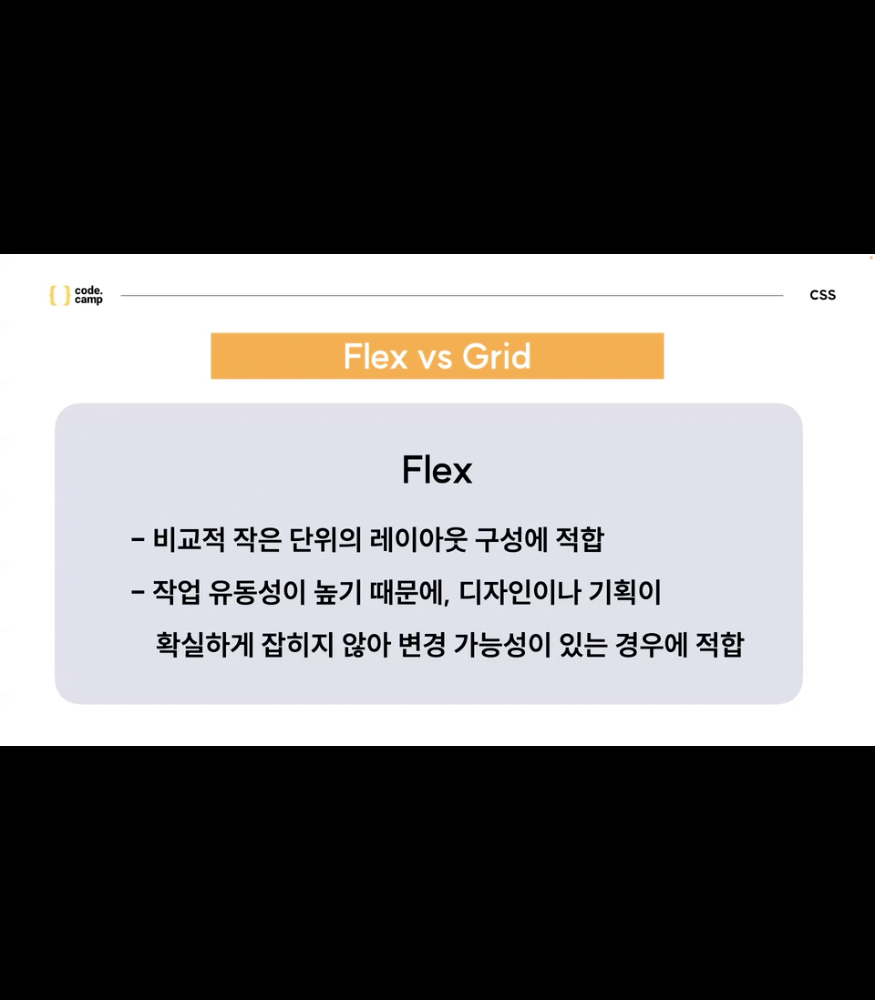 { } code.
camp
CSS
Flex vs Grid
Flex
- 비교적 작은 단위의 레이아웃 구성에 적합
- 작업 유동성이 높기 때문에, 디자인이나 기획이
확실하게 잡히지 않아 변경 가능성이 있는 경우에 적합